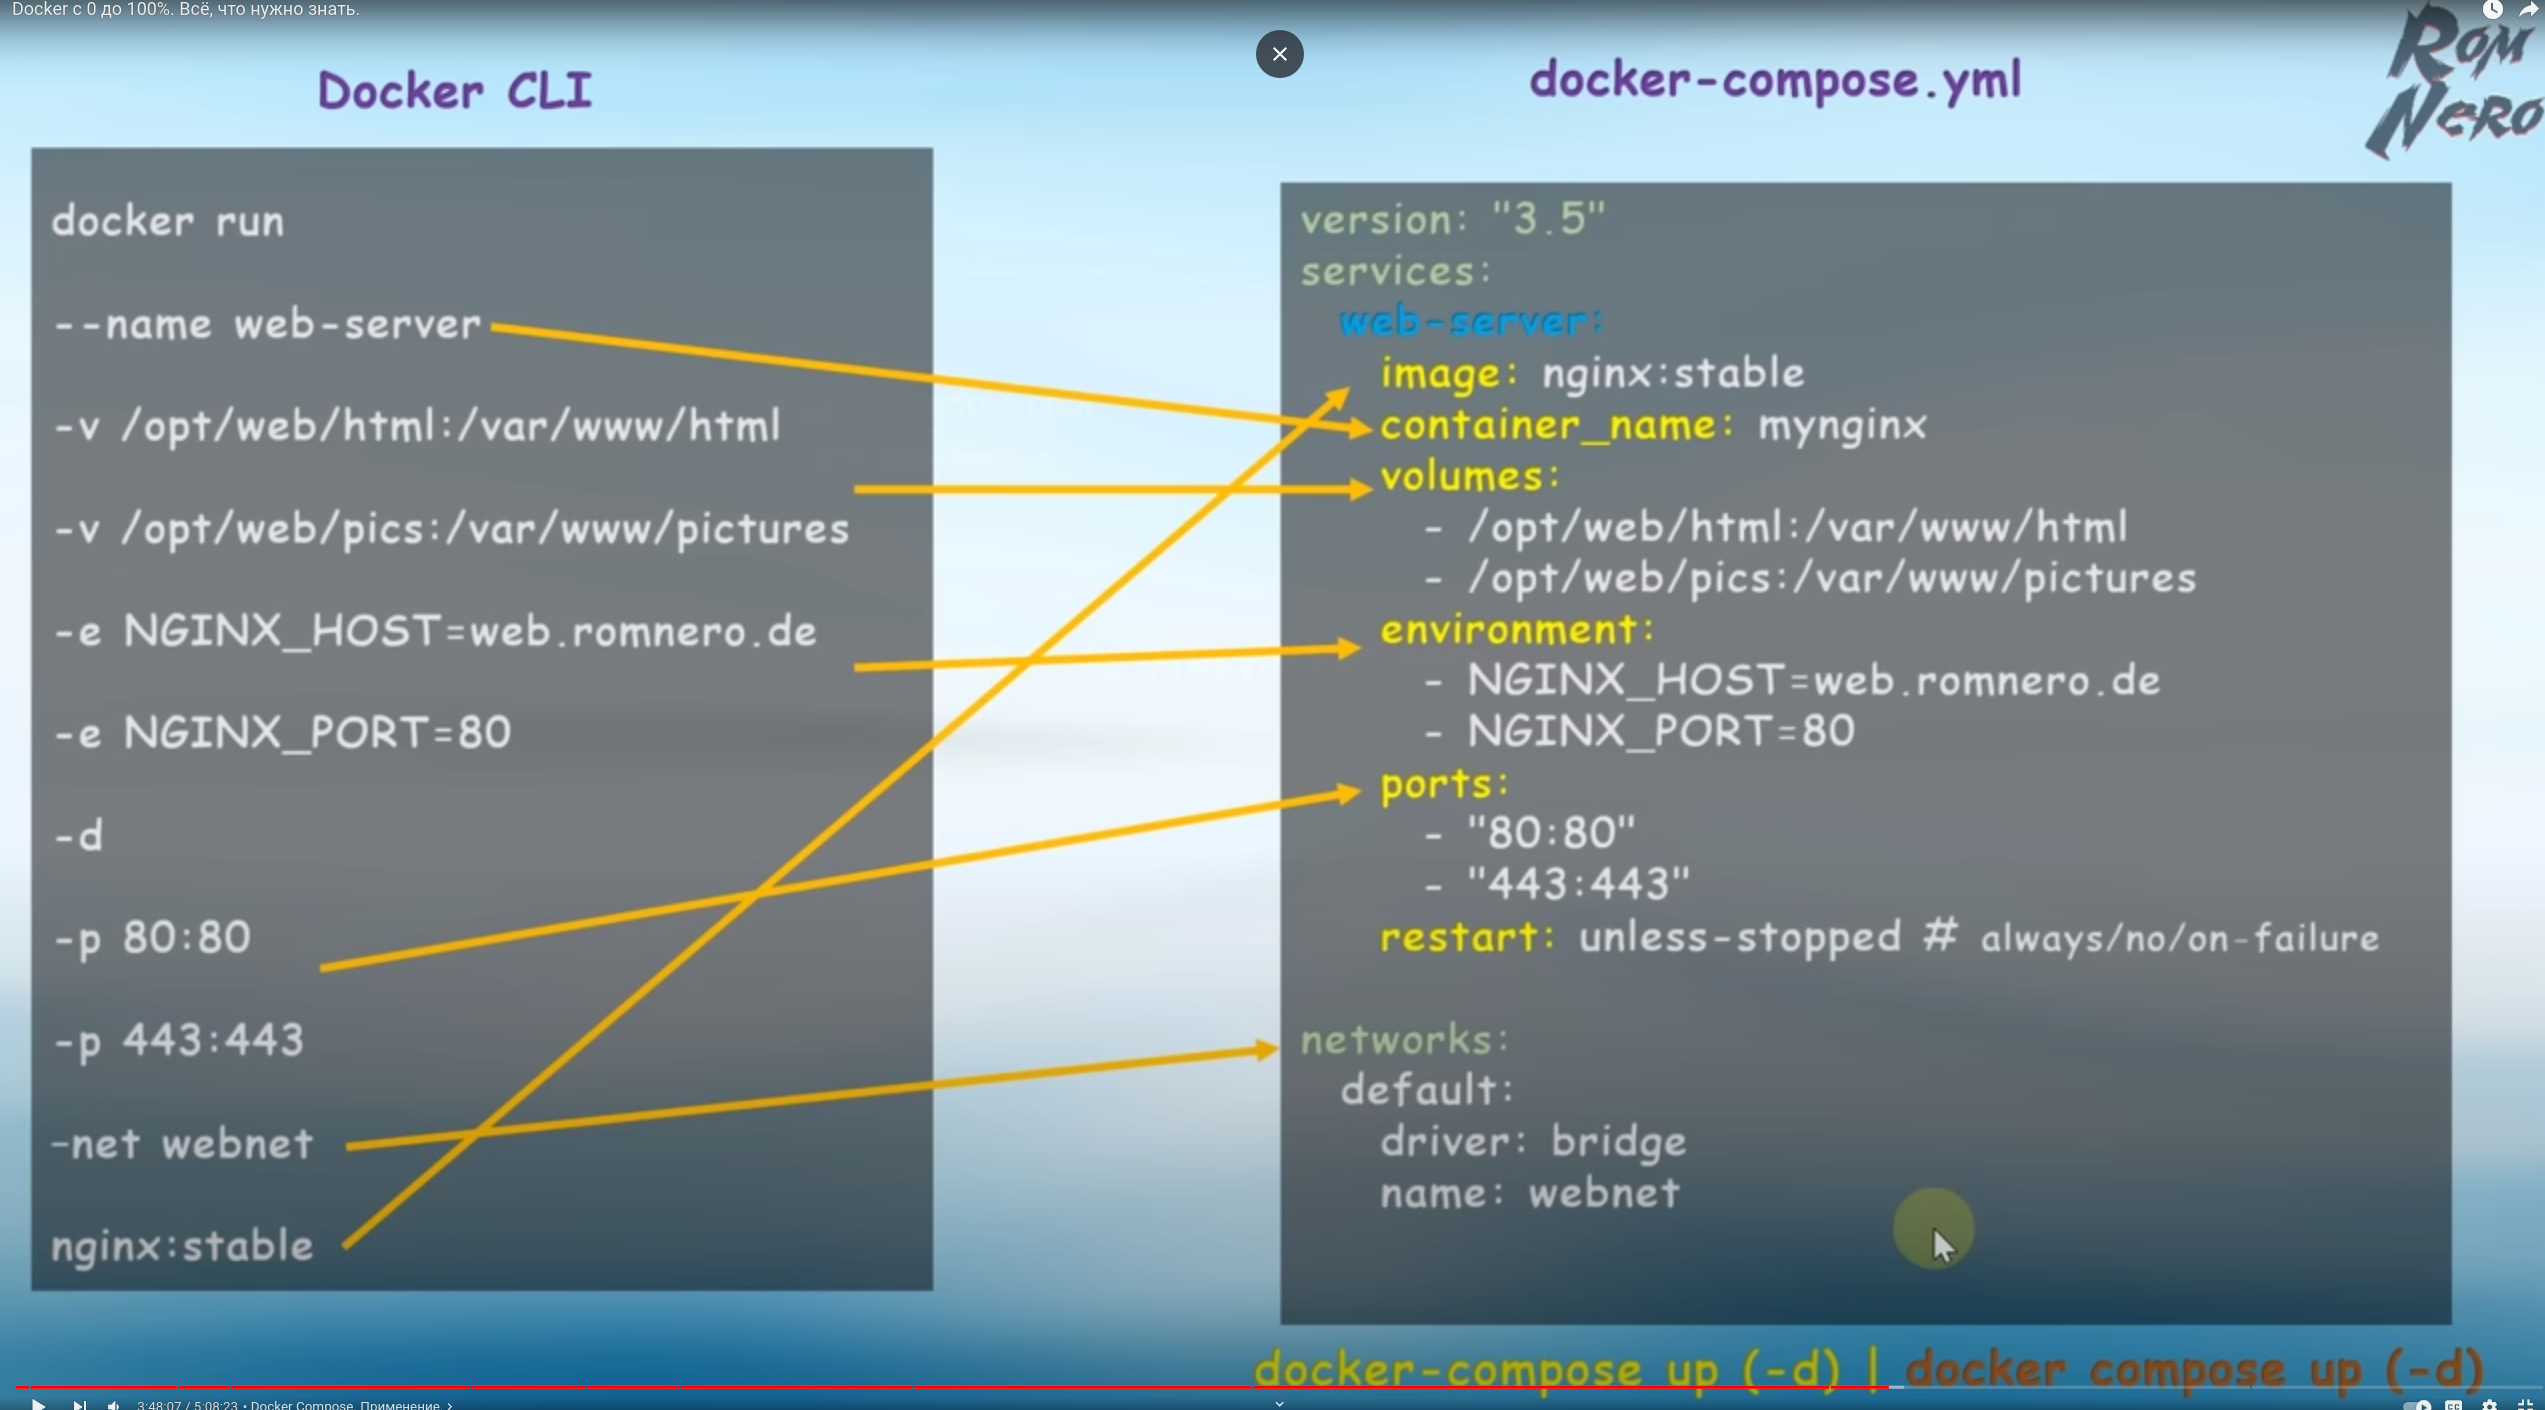 Docker с 0 до 100%. Всё, что нужно знать.
ROM
NERO
Docker CLI
docker run
--name web-server
-v /opt/web/html:/var/www/html
-v /opt/web/pics:/var/www/pictures
-e NGINX_HOST=web.romnero.de
-e NGINX_PORT=80
-d
-p 80:80
-p 443:443
-net webnet
nginx:stable
docker-compose.yml
version: "3.5"
services:
web-server:
image: nginx:stable
container_name: mynginx
volumes:
- /opt/web/html:/var/www/html
- /opt/web/pics:/var/www/pictures
environment:
- NGINX_HOST=web.romnero.de
- NGINX_PORT=80
ports:
- "80:80"
- "443:443"
restart: unless-stopped # always/no/on-failure
networks:
default:
driver: bridge
name: webnet
docker-compose up (-d) | docker compose up (-d)
3:48:07 / 5:08:23 • Docker Compose. Применение